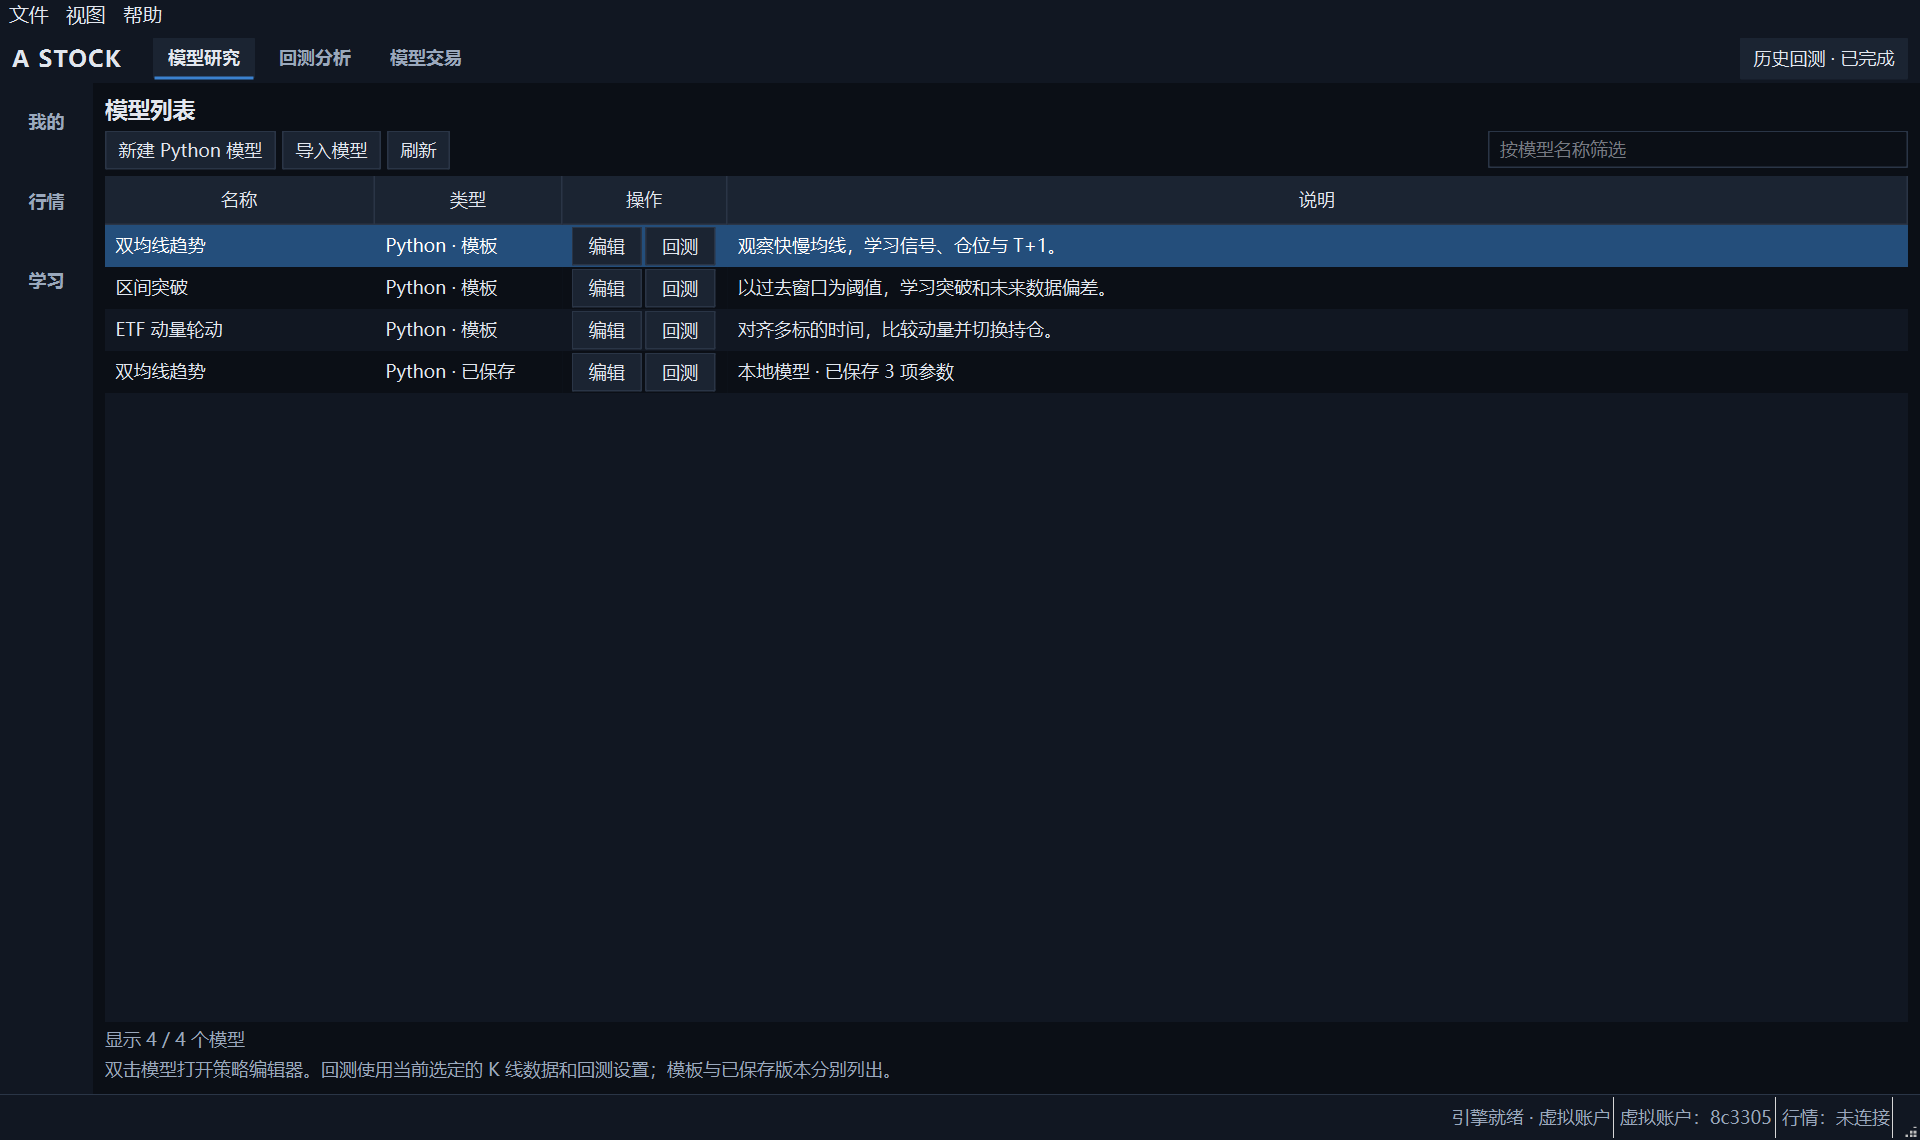 文件 视图 帮助
A STOCK 模型研究 回测分析 模型交易 历史回测 · 已完成
我的
行情
学习
模型列表
新建 Python 模型 导入模型 刷新 按模型名称筛选
名称 类型 操作 说明
双均线趋势 Python · 模板 编辑 回测 观察快慢均线，学习信号、仓位与 T+1。
区间突破 Python · 模板 编辑 回测 以过去窗口为阈值，学习突破和未来数据偏差。
ETF 动量轮动 Python · 模板 编辑 回测 对齐多标的时间，比较动量并切换持仓。
双均线趋势 Python · 已保存 编辑 回测 本地模型 · 已保存 3 项参数
显示 4 / 4 个模型
双击模型打开策略编辑器。回测使用当前选定的 K 线数据和回测设置；模板与已保存版本分别列出。
引擎就绪 · 虚拟账户 虚拟账户：8c3305 行情：未连接